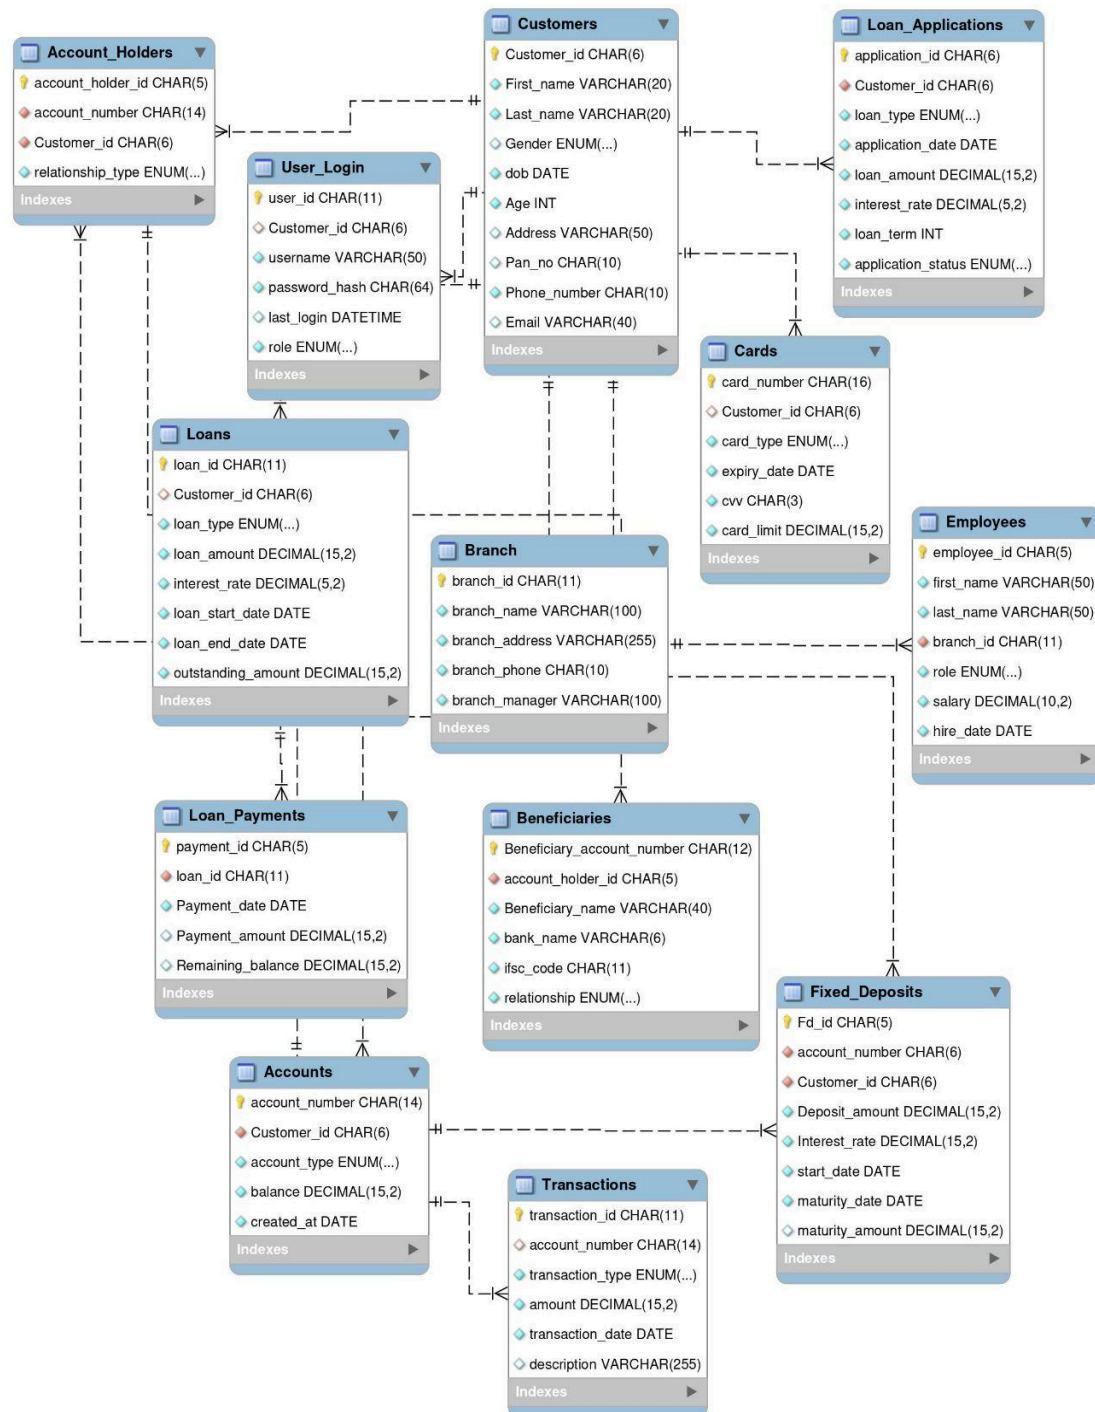 Account_Holders
account_holder_id CHAR(5)
account_number CHAR(14)
Customer_id CHAR(6)
relationship_type ENUM(...)
Indexes
Customers
Customer_id CHAR(6)
First_name VARCHAR(20)
Last_name VARCHAR(20)
Gender ENUM(...)
dob DATE
Age INT
Address VARCHAR(50)
Pan_no CHAR(10)
Phone_number CHAR(10)
Email VARCHAR(40)
Indexes
Loan_Applications
application_id CHAR(6)
Customer_id CHAR(6)
loan_type ENUM(...)
application_date DATE
loan_amount DECIMAL(15,2)
interest_rate DECIMAL(5,2)
loan_term INT
application_status ENUM(...)
Indexes
User_Login
user_id CHAR(11)
Customer_id CHAR(6)
username VARCHAR(50)
password_hash CHAR(64)
last_login DATETIME
role ENUM(...)
Indexes
Cards
card_number CHAR(16)
Customer_id CHAR(6)
card_type ENUM(...)
expiry_date DATE
cvv CHAR(3)
card_limit DECIMAL(15,2)
Indexes
Loans
loan_id CHAR(11)
Customer_id CHAR(6)
loan_type ENUM(...)
loan_amount DECIMAL(15,2)
interest_rate DECIMAL(5,2)
loan_start_date DATE
loan_end_date DATE
outstanding_amount DECIMAL(15,2)
Indexes
Branch
branch_id CHAR(11)
branch_name VARCHAR(100)
branch_address VARCHAR(255)
branch_phone CHAR(10)
branch_manager VARCHAR(100)
Indexes
Employees
employee_id CHAR(5)
first_name VARCHAR(50)
last_name VARCHAR(50)
branch_id CHAR(11)
role ENUM(...)
salary DECIMAL(10,2)
hire_date DATE
Indexes
Loan_Payments
payment_id CHAR(5)
loan_id CHAR(11)
Payment_date DATE
Payment_amount DECIMAL(15,2)
Remaining_balance DECIMAL(15,2)
Indexes
Beneficiaries
Beneficiary_account_number CHAR(12)
account_holder_id CHAR(5)
Beneficiary_name VARCHAR(40)
bank_name VARCHAR(6)
ifsc_code CHAR(11)
relationship ENUM(...)
Indexes
Fixed_Deposits
Fd_id CHAR(5)
account_number CHAR(6)
Customer_id CHAR(6)
Deposit_amount DECIMAL(15,2)
Interest_rate DECIMAL(15,2)
start_date DATE
maturity_date DATE
maturity_amount DECIMAL(15,2)
Indexes
Accounts
account_number CHAR(14)
Customer_id CHAR(6)
account_type ENUM(...)
balance DECIMAL(15,2)
created_at DATE
Indexes
Transactions
transaction_id CHAR(11)
account_number CHAR(14)
transaction_type ENUM(...)
amount DECIMAL(15,2)
transaction_date DATE
description VARCHAR(255)
Indexes